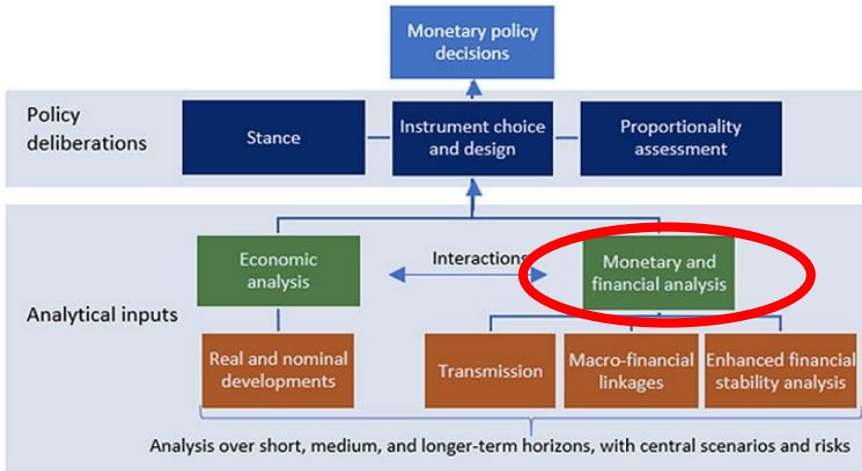 Monetary policy
decisions
Policy
deliberations
Stance
Instrument choice
and design
Proportionality
assessment
Analytical inputs
Economic
analysis
Interactions
Monetary and
financial analysis
Real and nominal
developments
Transmission
Macro-financial
linkages
Enhanced financial
stability analysis
Analysis over short, medium, and longer-term horizons, with central scenarios and risks